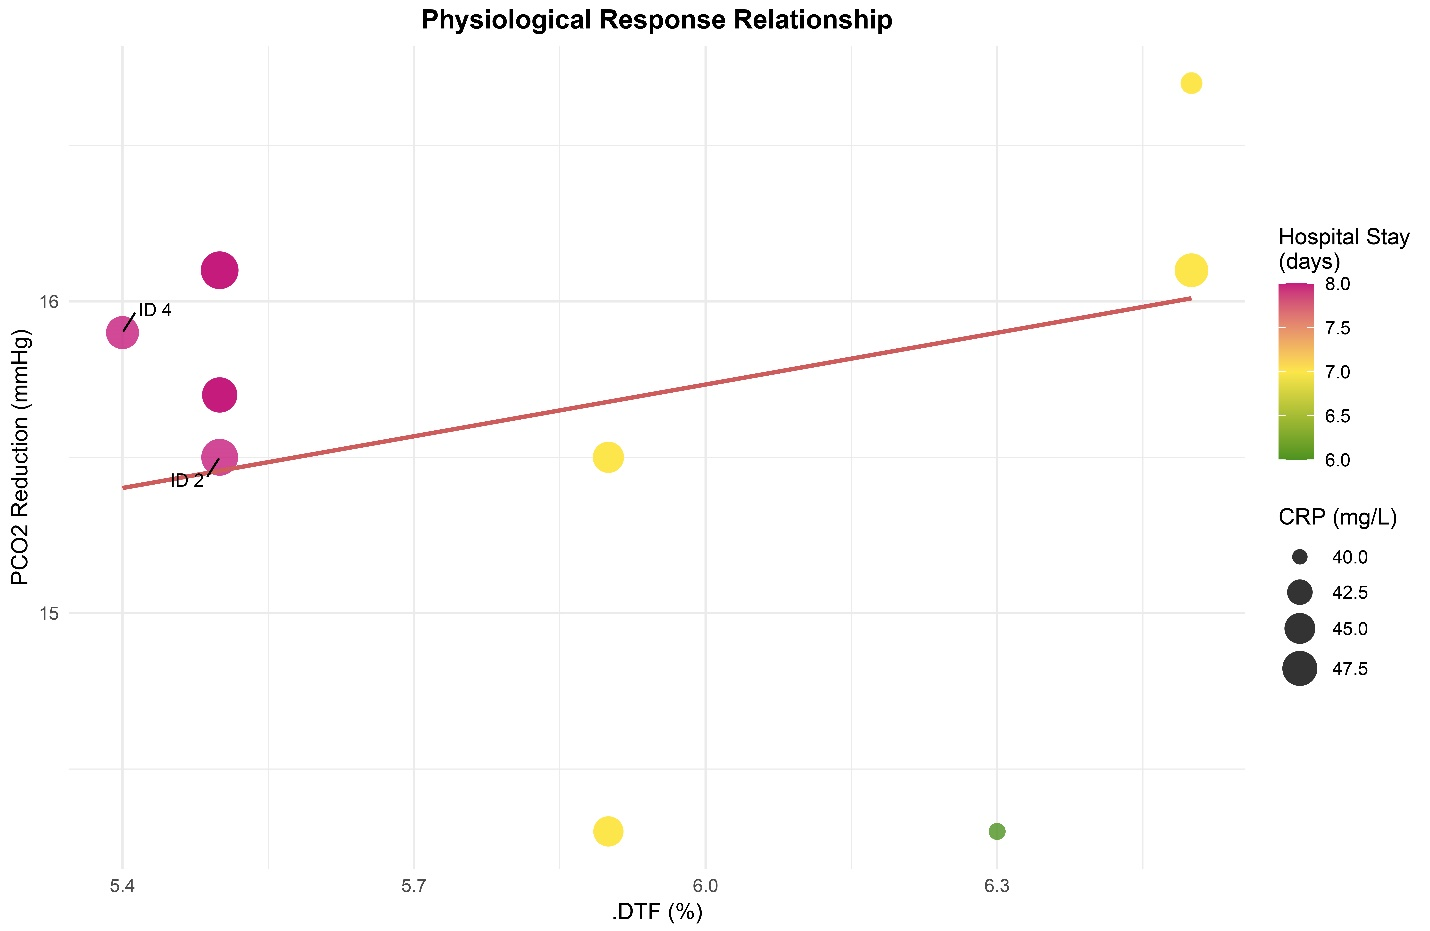 Physiological Response Relationship
PCO2 Reduction (mmHg)
16
15
ID 4
ID 2
5.4
5.7
6.0
6.3
.DTF (%)
Hospital Stay
(days)
8.0
7.5
7.0
6.5
6.0
CRP (mg/L)
40.0
42.5
45.0
47.5